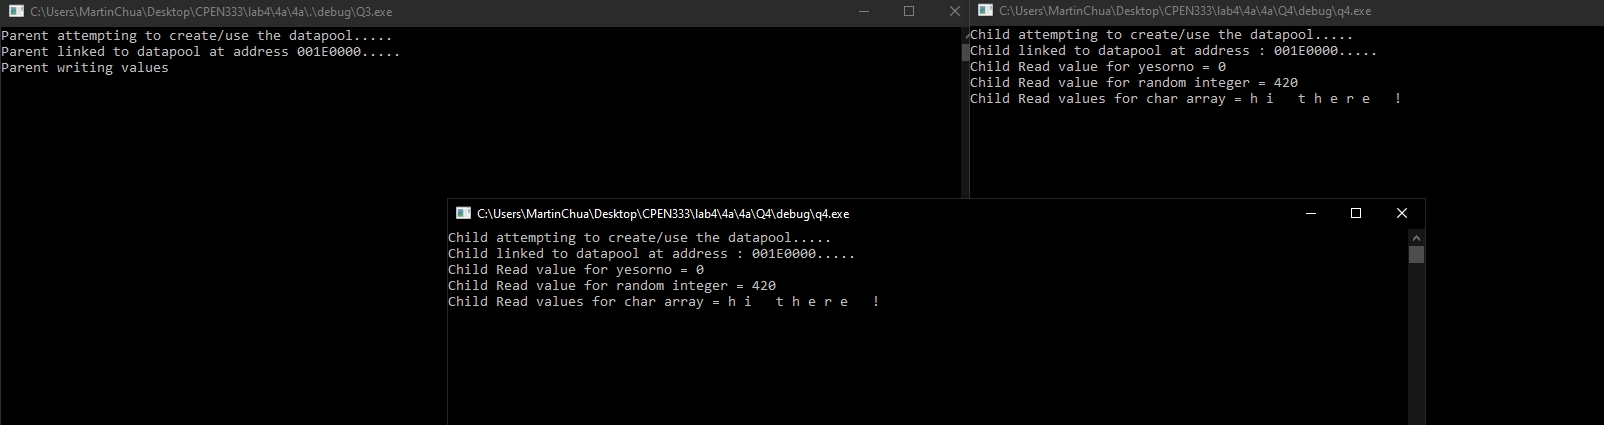 C:\Users\MartinChua\Desktop\CPEN333\lab4\4a\4a\.\debug\Q3.exe
Parent attempting to create/use the datapool.....
Parent linked to datapool at address 001E0000.....
Parent writing values
C:\Users\MartinChua\Desktop\CPEN333\lab4\4a\4a\Q4\debug\q4.exe
Child attempting to create/use the datapool.....
Child linked to datapool at address : 001E0000.....
Child Read value for yesorno = 0
Child Read value for random integer = 420
Child Read values for char array = h i   t h e r e   !
C:\Users\MartinChua\Desktop\CPEN333\lab4\4a\4a\Q4\debug\q4.exe
Child attempting to create/use the datapool.....
Child linked to datapool at address : 001E0000.....
Child Read value for yesorno = 0
Child Read value for random integer = 420
Child Read values for char array = h i   t h e r e   !